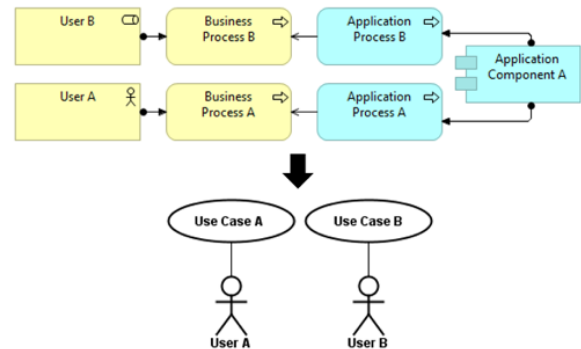 User B
Business
Process B
Application
Process B
Application
Component A
User A
Business
Process A
Application
Process A
Use Case A
Use Case B
User A
User B